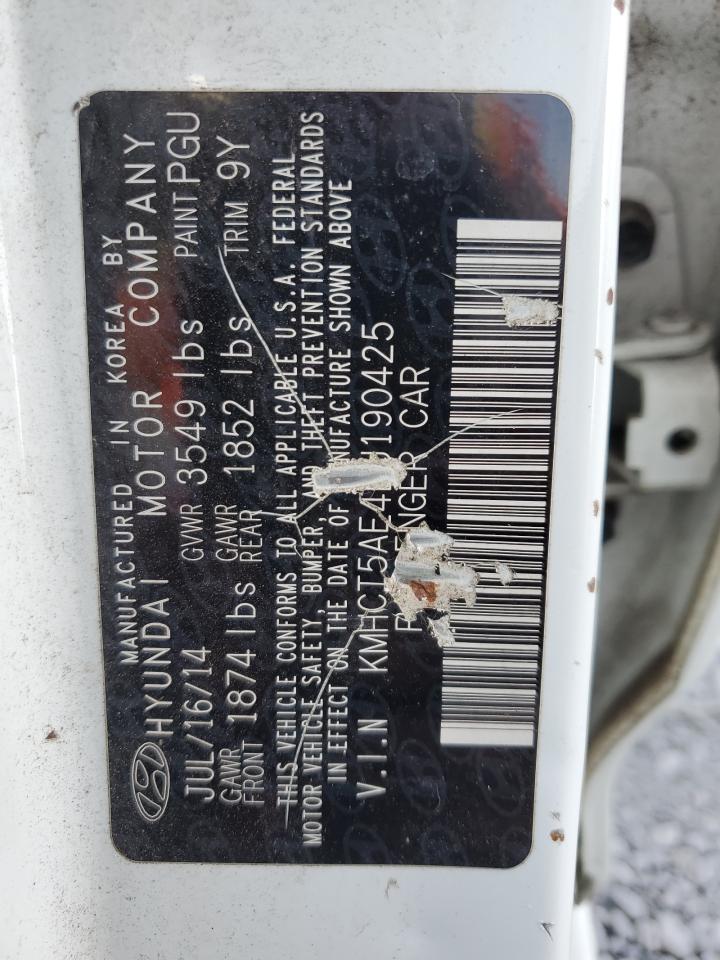 MANUFACTURED IN KOREA BY
HYUNDAI MOTOR COMPANY
JUL/16/14 GVWR 3549 lbs PAINT PGU
GAWR FRONT 1874 lbs GAWR REAR 1852 lbs TRIM 9Y
THIS VEHICLE CONFORMS TO ALL APPLICABLE U.S.A. FEDERAL
MOTOR VEHICLE SAFETY, BUMPER, AND THEFT PREVENTION STANDARDS
IN EFFECT ON THE DATE OF MANUFACTURE SHOWN ABOVE
V.I.N
CAR